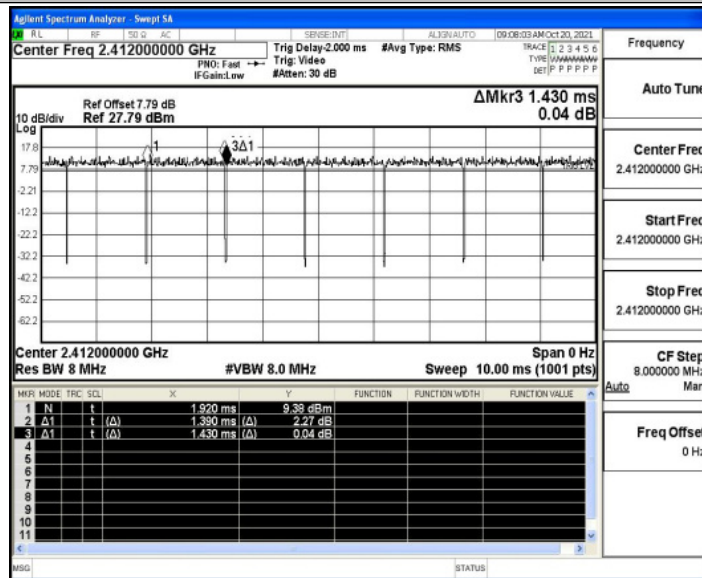 Agilent Spectrum Analyzer - Swept SA
RL RF 50 Ω AC SENSE:INT ALIGNAUTO 09:08:03 AM Oct 20, 2021
Center Freq 2.412000000 GHz
PNO: Fast
IFGain:Low
Trig Delay-2.000 ms
Trig: Video
#Atten: 30 dB
#Avg Type: RMS
TRACE 1 2 3 4 5 6
TYPE
DET P P P P P P
ΔMkr3 1.430 ms
0.04 dB
Ref Offset 7.79 dB
10 dB/div Ref 27.79 dBm
Log
17.8
7.79
-2.21
-12.2
-22.2
-32.2
-42.2
-52.2
-62.2
1
3Δ1
Center 2.412000000 GHz Span 0 Hz
Res BW 8 MHz #VBW 8.0 MHz Sweep 10.00 ms (1001 pts)
MKR MODE TRC SCL X Y FUNCTION FUNCTION WIDTH FUNCTION VALUE
1 N t 1.920 ms 9.38 dBm
2 Δ1 t (Δ) 1.390 ms (Δ) 2.27 dB
3 Δ1 t (Δ) 1.430 ms (Δ) 0.04 dB
4
5
6
7
8
9
10
11
MSG STATUS
Frequency
Auto Tune
Center Freq
2.412000000 GHz
Start Freq
2.412000000 GHz
Stop Freq
2.412000000 GHz
CF Step
8.000000 MHz
Auto Man
Freq Offset
0 Hz